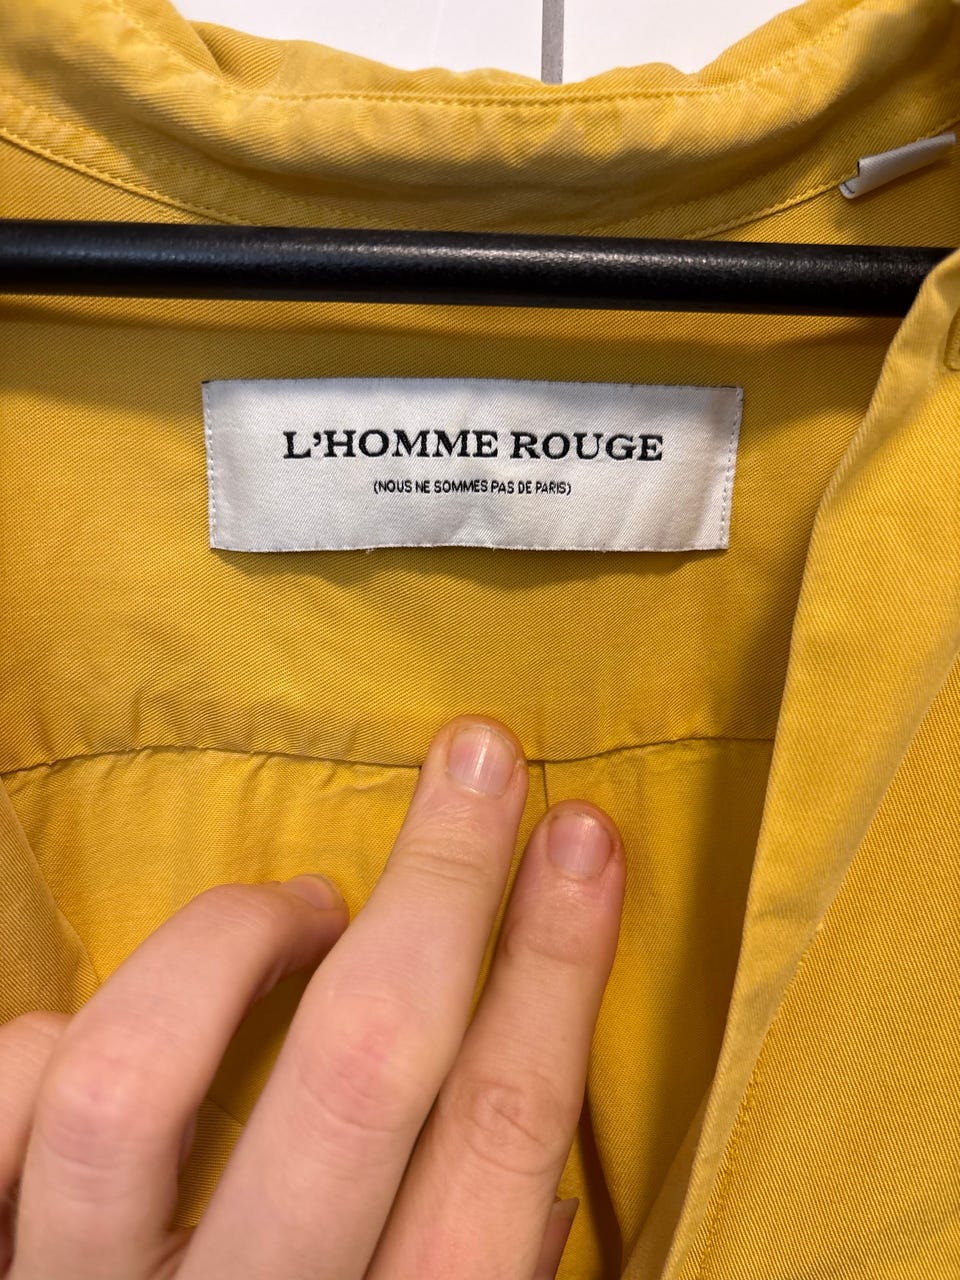 L'HOMME ROUGE
(NOUS NE SOMMES PAS DE PARIS)